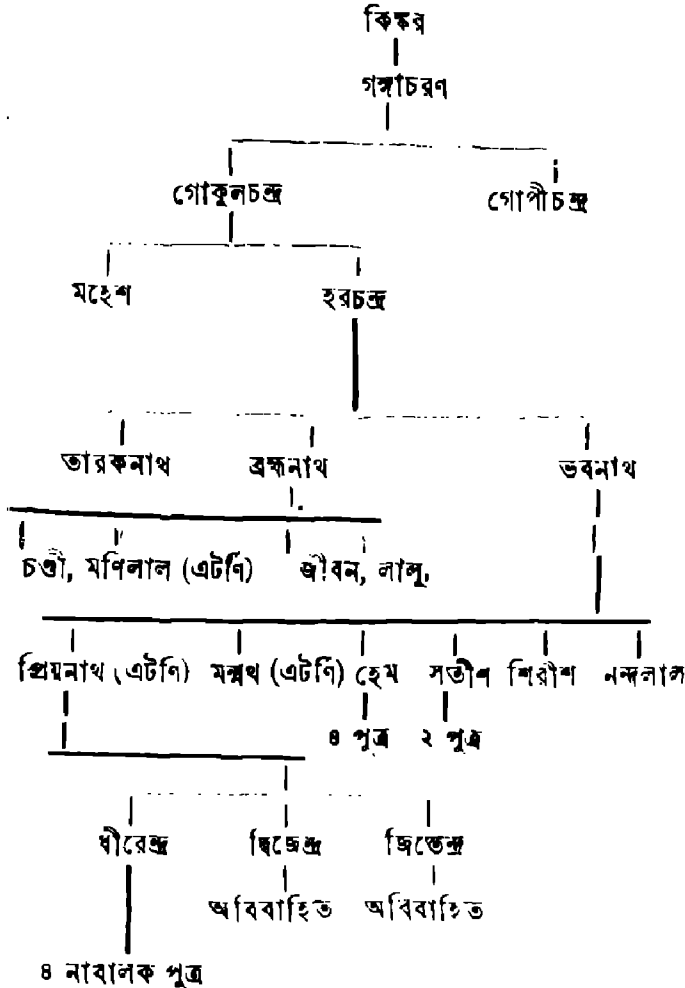 কিঙ্কর
গঙ্গাচরণ
গোকুলচন্দ্র গোপীচন্দ্র
মহেশ হরচন্দ্র
তারকনাথ ব্রহ্মনাথ ভবনাথ
চণ্ডী, মণিলাল (এটর্ণি) জীবন, লালু,
প্রিয়নাথ (এটর্ণি) মন্মথ (এটর্ণি) হেম সতীশ শিরীশ নন্দলাল
৪ পুত্র ২ পুত্র
ধীরেন্দ্র দ্বিজেন্দ্র জিতেন্দ্র
অবিবাহিত অবিবাহিত
৪ নাবালক পুত্র